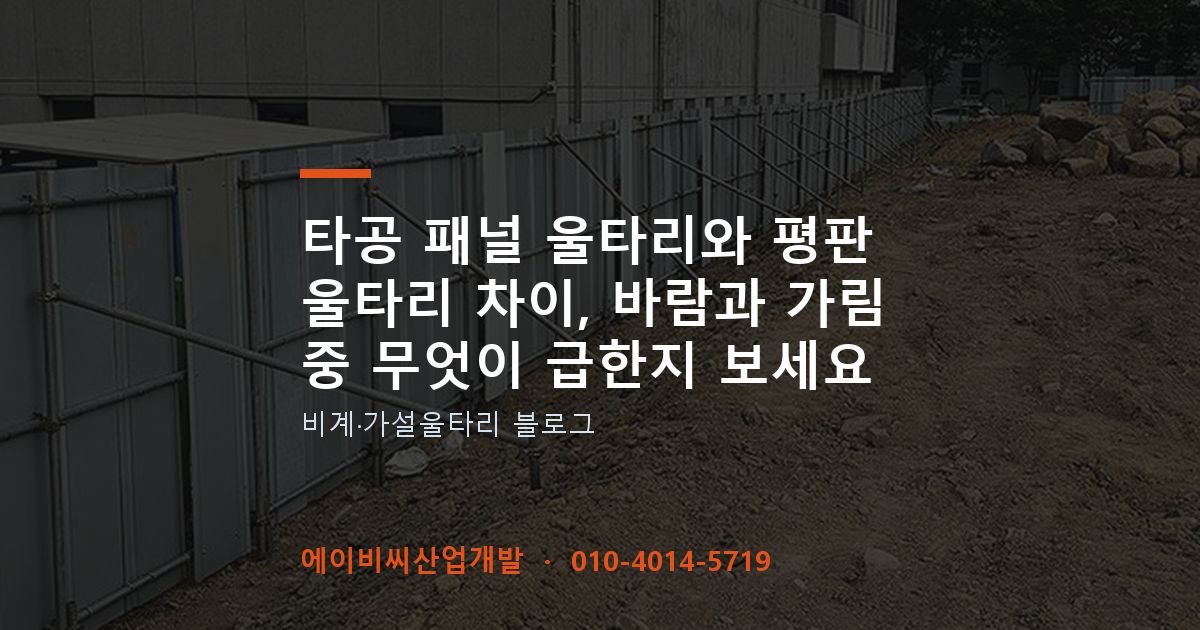 타공 패널 울타리와 평판
울타리 차이, 바람과 가림
중 무엇이 급한지 보세요
비계·가설울타리 블로그
에이비씨산업개발 · 010-4014-5719